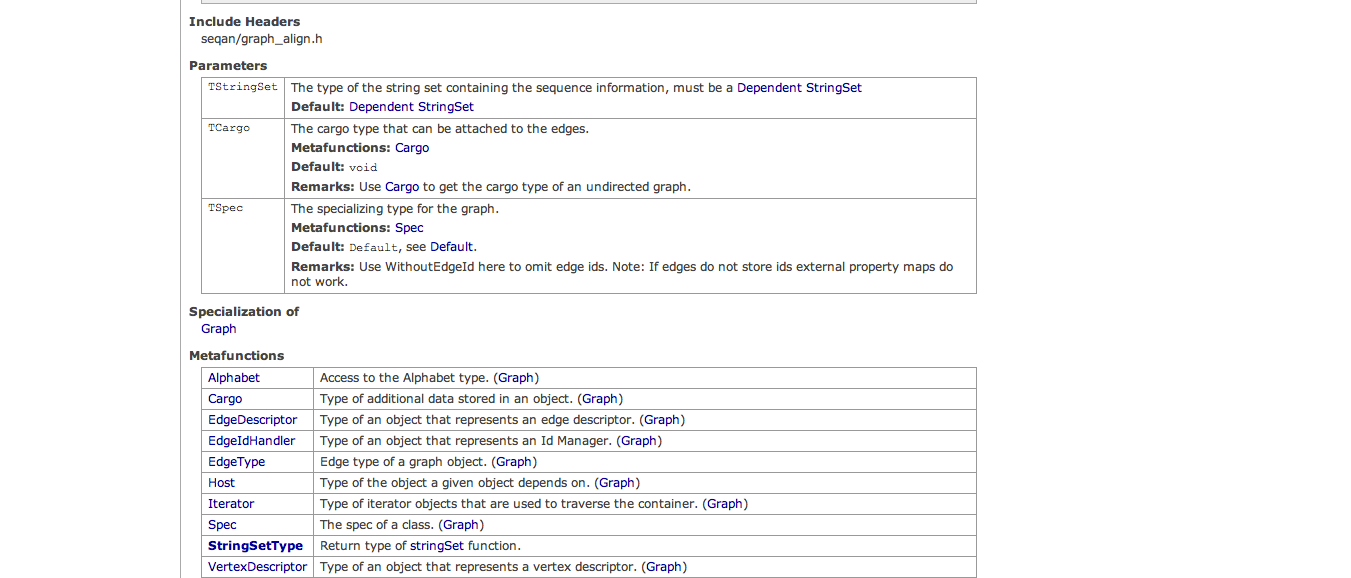 Include Headers
seqan/graph_align.h
Parameters
TStringSet The type of the string set containing the sequence information, must be a Dependent StringSet
Default: Dependent StringSet
TCargo The cargo type that can be attached to the edges.
Metafunctions: Cargo
Default: void
Remarks: Use Cargo to get the cargo type of an undirected graph.
TSpec The specializing type for the graph.
Metafunctions: Spec
Default: Default, see Default.
Remarks: Use WithoutEdgeId here to omit edge ids. Note: If edges do not store ids external property maps do
not work.
Specialization of
Graph
Metafunctions
Alphabet Access to the Alphabet type. (Graph)
Cargo Type of additional data stored in an object. (Graph)
EdgeDescriptor Type of an object that represents an edge descriptor. (Graph)
EdgeIdHandler Type of an object that represents an Id Manager. (Graph)
EdgeType Edge type of a graph object. (Graph)
Host Type of the object a given object depends on. (Graph)
Iterator Type of iterator objects that are used to traverse the container. (Graph)
Spec The spec of a class. (Graph)
StringSetType Return type of stringSet function.
VertexDescriptor Type of an object that represents a vertex descriptor. (Graph)